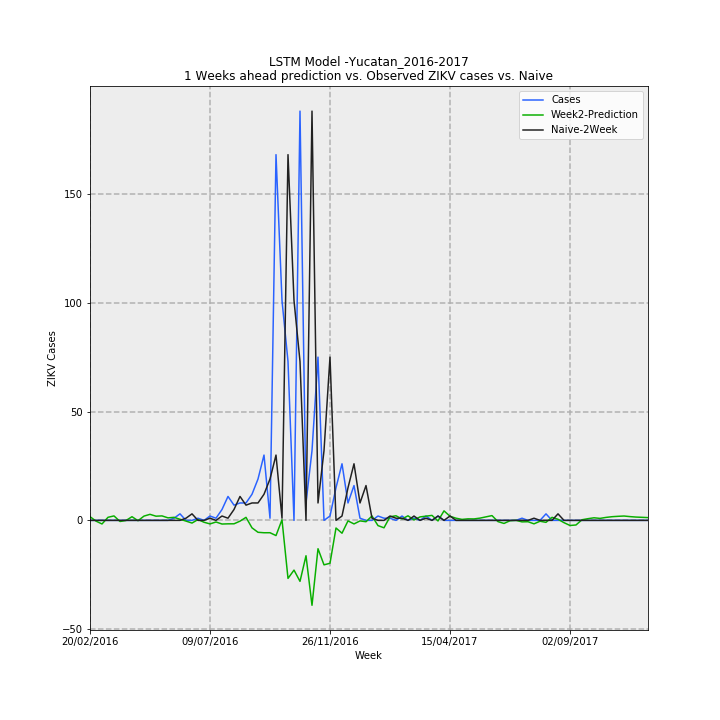 LSTM Model -Yucatan_2016-2017
1 Weeks ahead prediction vs. Observed ZIKV cases vs. Naive
Cases
Week2-Prediction
Naive-2Week
ZIKV Cases
150
100
50
0
−50
20/02/2016 09/07/2016 26/11/2016 15/04/2017 02/09/2017
Week